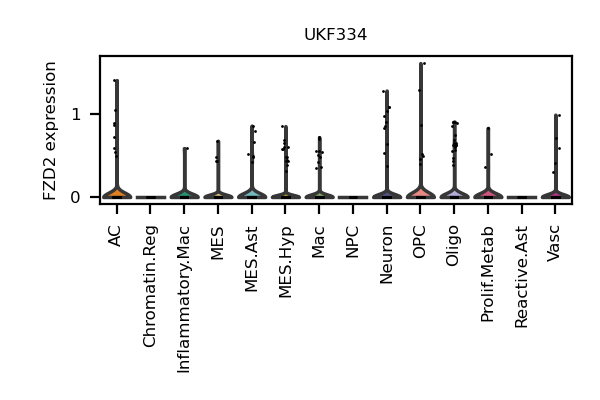 UKF334
FZD2 expression
1
0
AC
Chromatin.Reg
Inflammatory.Mac
MES
MES.Ast
MES.Hyp
Mac
NPC
Neuron
OPC
Oligo
Prolif.Metab
Reactive.Ast
Vasc